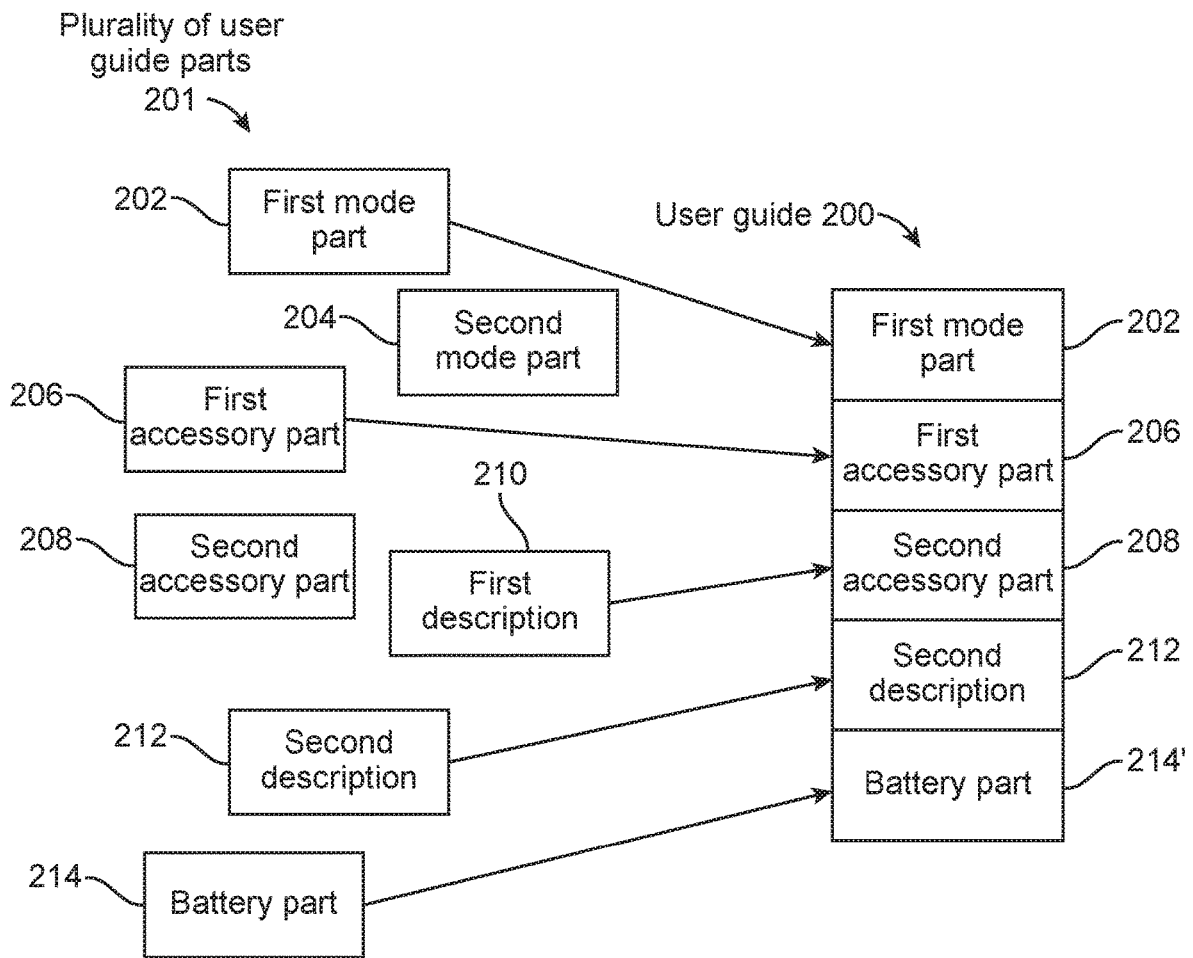 Plurality of user
guide parts
201
202
First mode
part
User guide 200
204
Second
mode part
First mode
part
202
206
First
accessory part
First
accessory part
206
210
208
Second
accessory part
First
description
Second
accessory part
208
Second
description
212
212
Second
description
Battery part
214'
214
Battery part